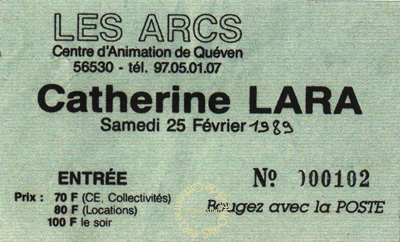 LES ARCS
Centre d'Animation de Quéven
56530 - tél. 97.05.01.07
Catherine LARA
Samedi 25 Février 1989
ENTRÉE
Nº 000102
Prix : 70 F (CE, Collectivités)
80 F (Locations)
100 F le soir
Bougez avec la POSTE